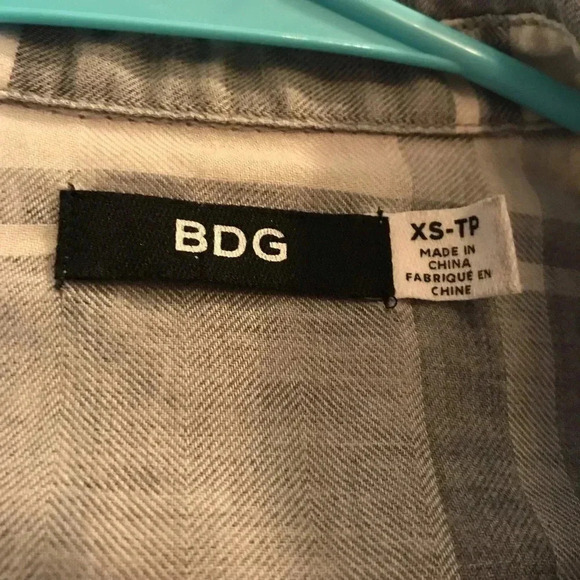 BDG
XS-TP
MADE IN
CHINA
FABRIQUÉ EN
CHINE